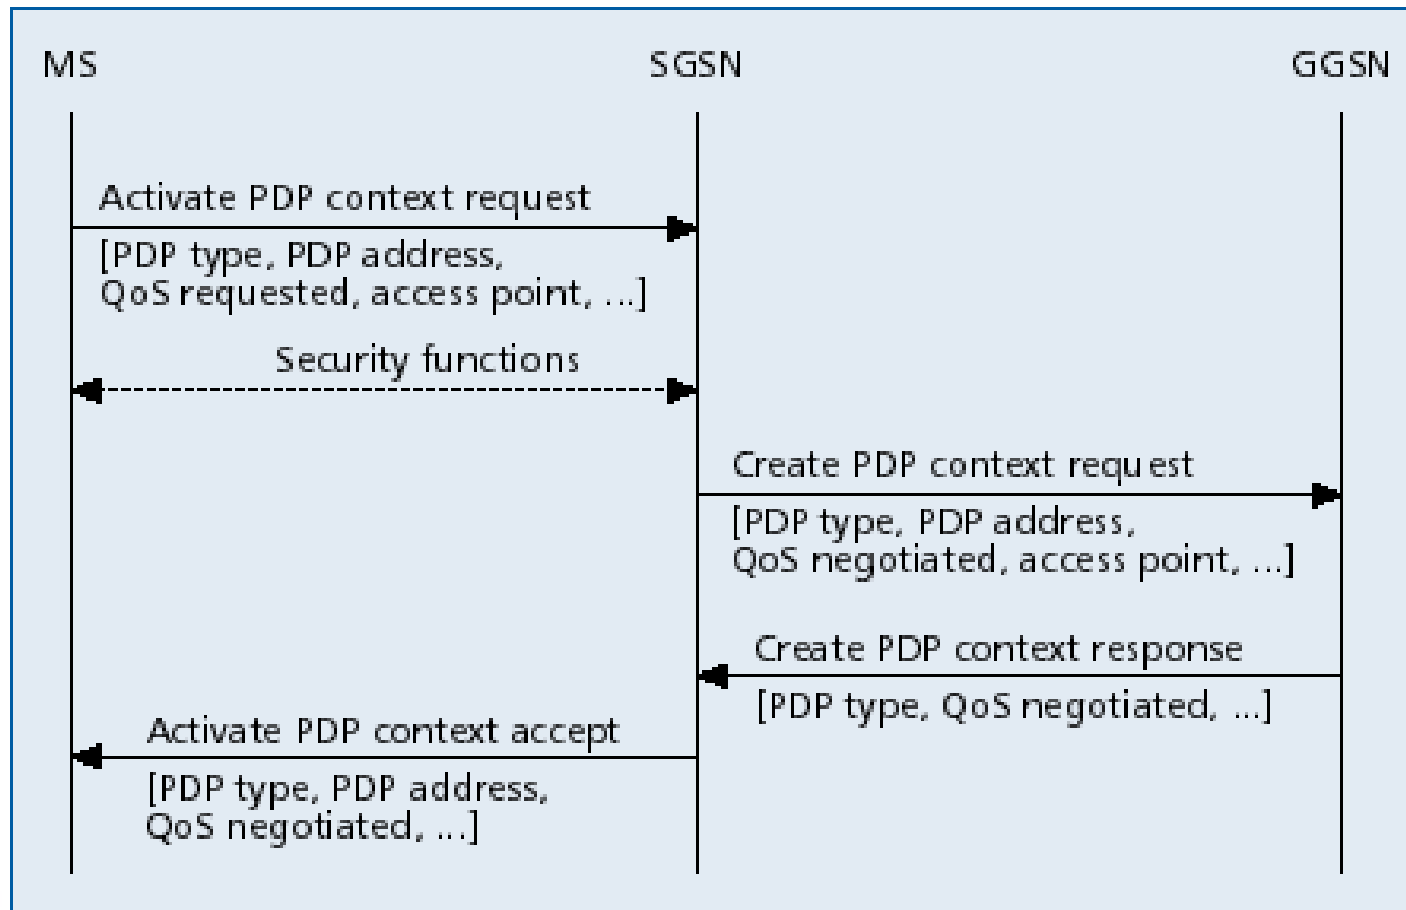 MS
SGSN
GGSN
Activate PDP context request
[PDP type, PDP address,
QoS requested, access point, ...]
Security functions
Create PDP context request
[PDP type, PDP address,
QoS negotiated, access point, ...]
Create PDP context response
[PDP type, QoS negotiated, ...]
Activate PDP context accept
[PDP type, PDP address,
QoS negotiated, ...]